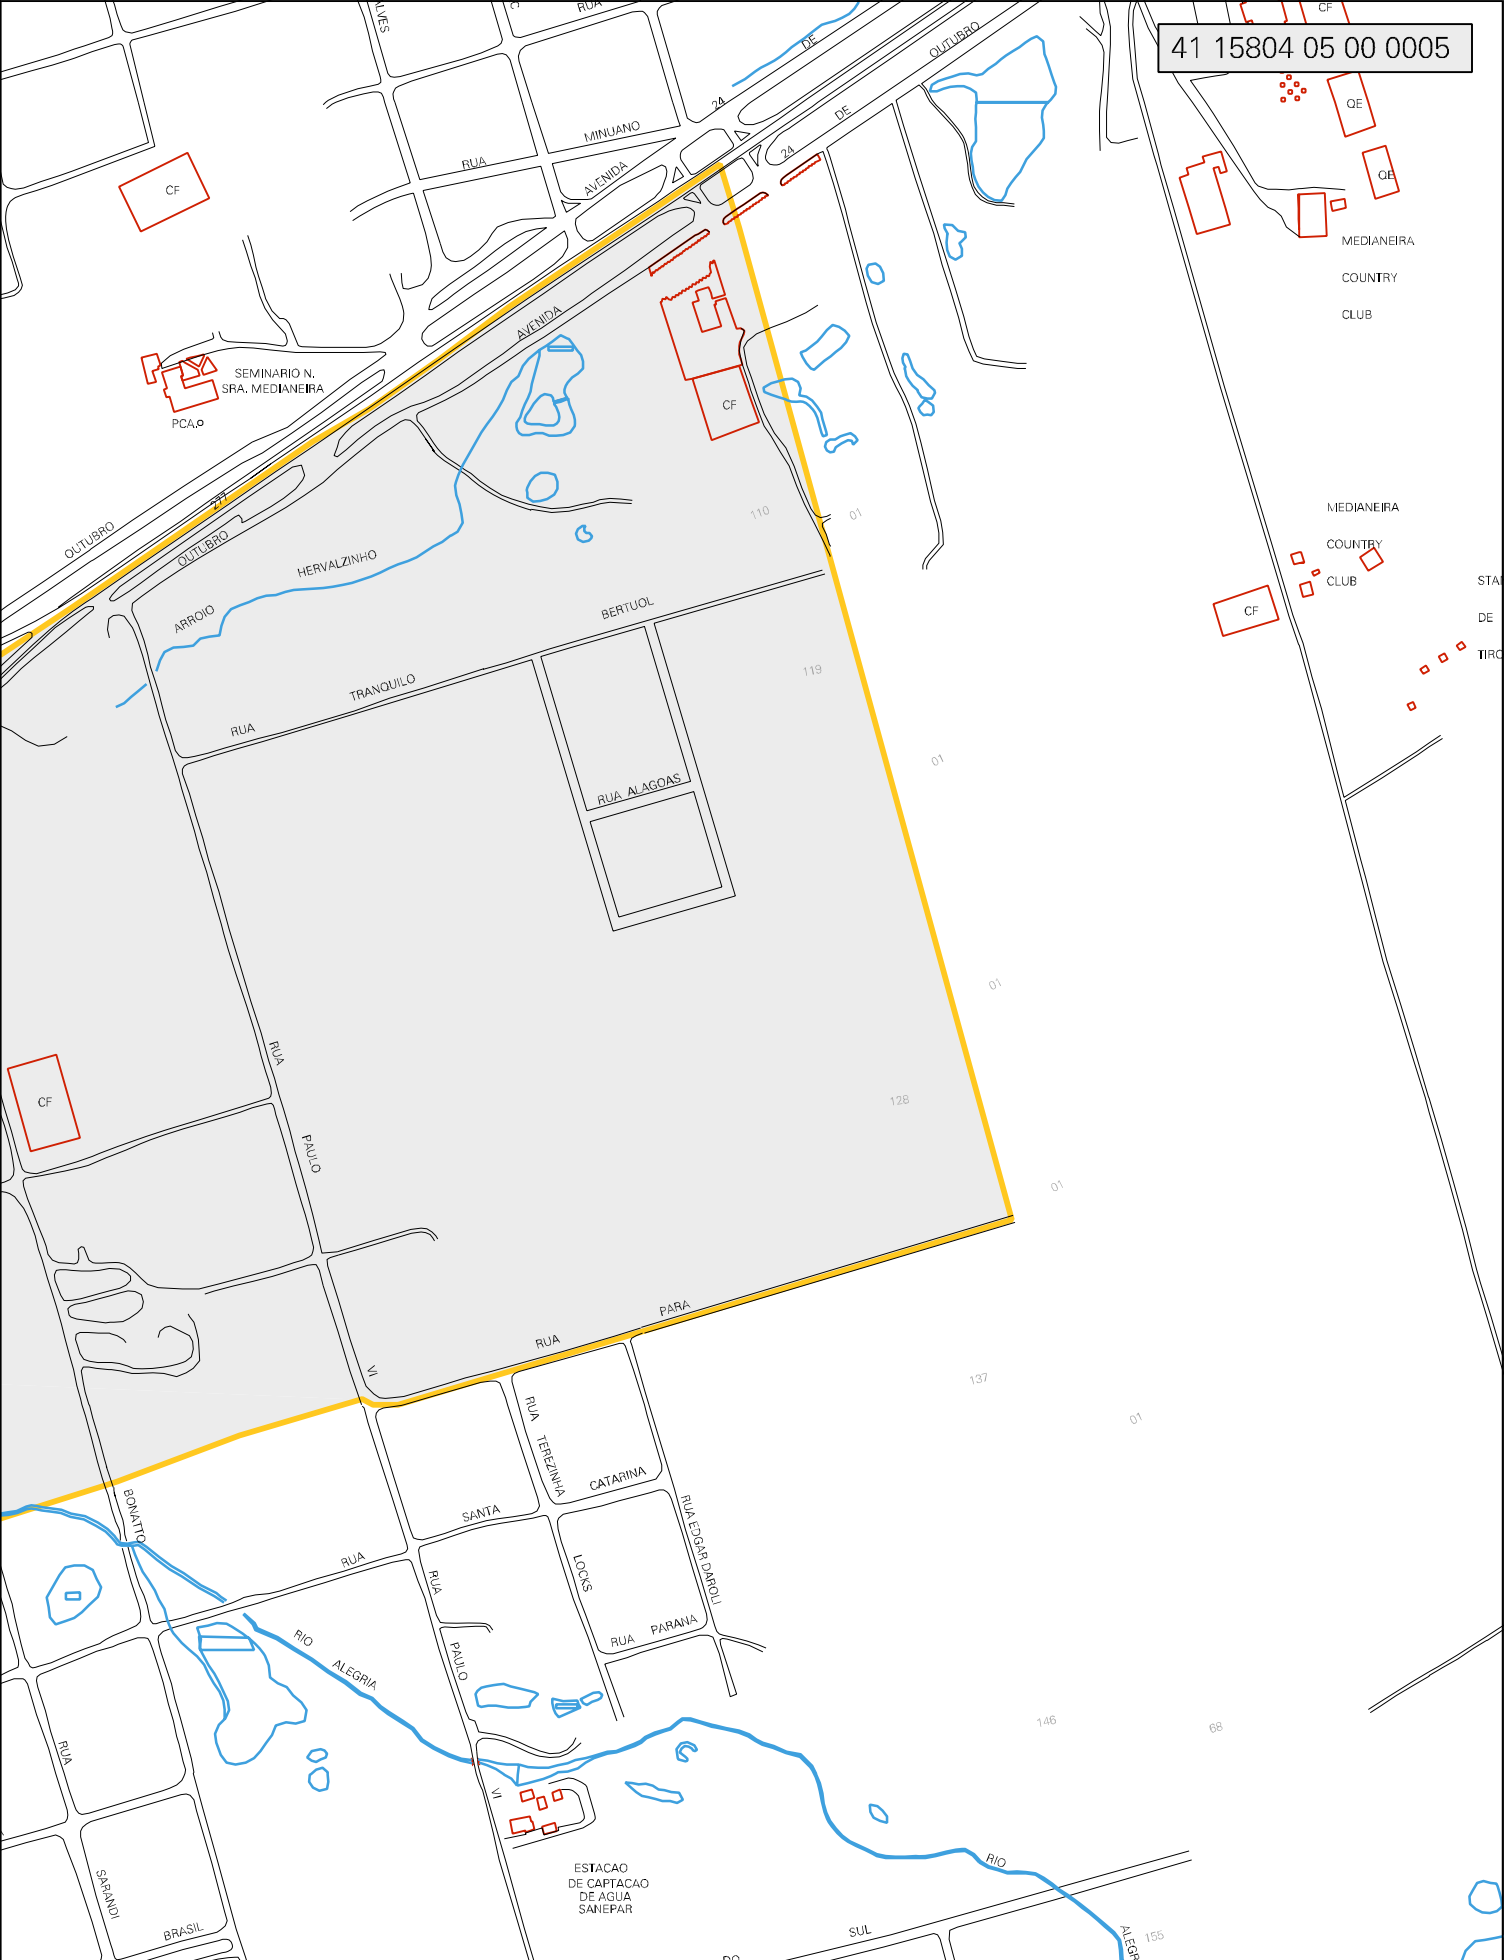 ALVES
RUA
DE
OUTUBRO
CF
41 15804 05 00 0005
24
DE
QE
RUA
MINUANO
AVENIDA
24
CF
QE
MEDIANEIRA
COUNTRY
CLUB
AVENIDA
SEMINARIO N.
SRA. MEDIANEIRA
PCA.
CF
277
OUTUBRO
OUTUBRO
110
01
MEDIANEIRA
COUNTRY
CLUB
HERVALZINHO
ARROIO
BERTUOL
CF
STAN
DE
TIRO
TRANQUILO
RUA
119
RUA ALAGOAS
01
01
RUA
CF
128
PAULO
01
PARA
RUA
VI
137
01
RUA
TEREZINHA
CATARINA
BONATTO
SANTA
RUA EDGAR DAROLI
RUA
LOCKS
RUA
RIO
ALEGRIA
PAULO
RUA
PARANA
146
68
RUA
VI
ESTACAO
DE CAPTACAO
DE AGUA
SANEPAR
RIO
SARANDI
BRASIL
DO
SUL
ALEGR
155